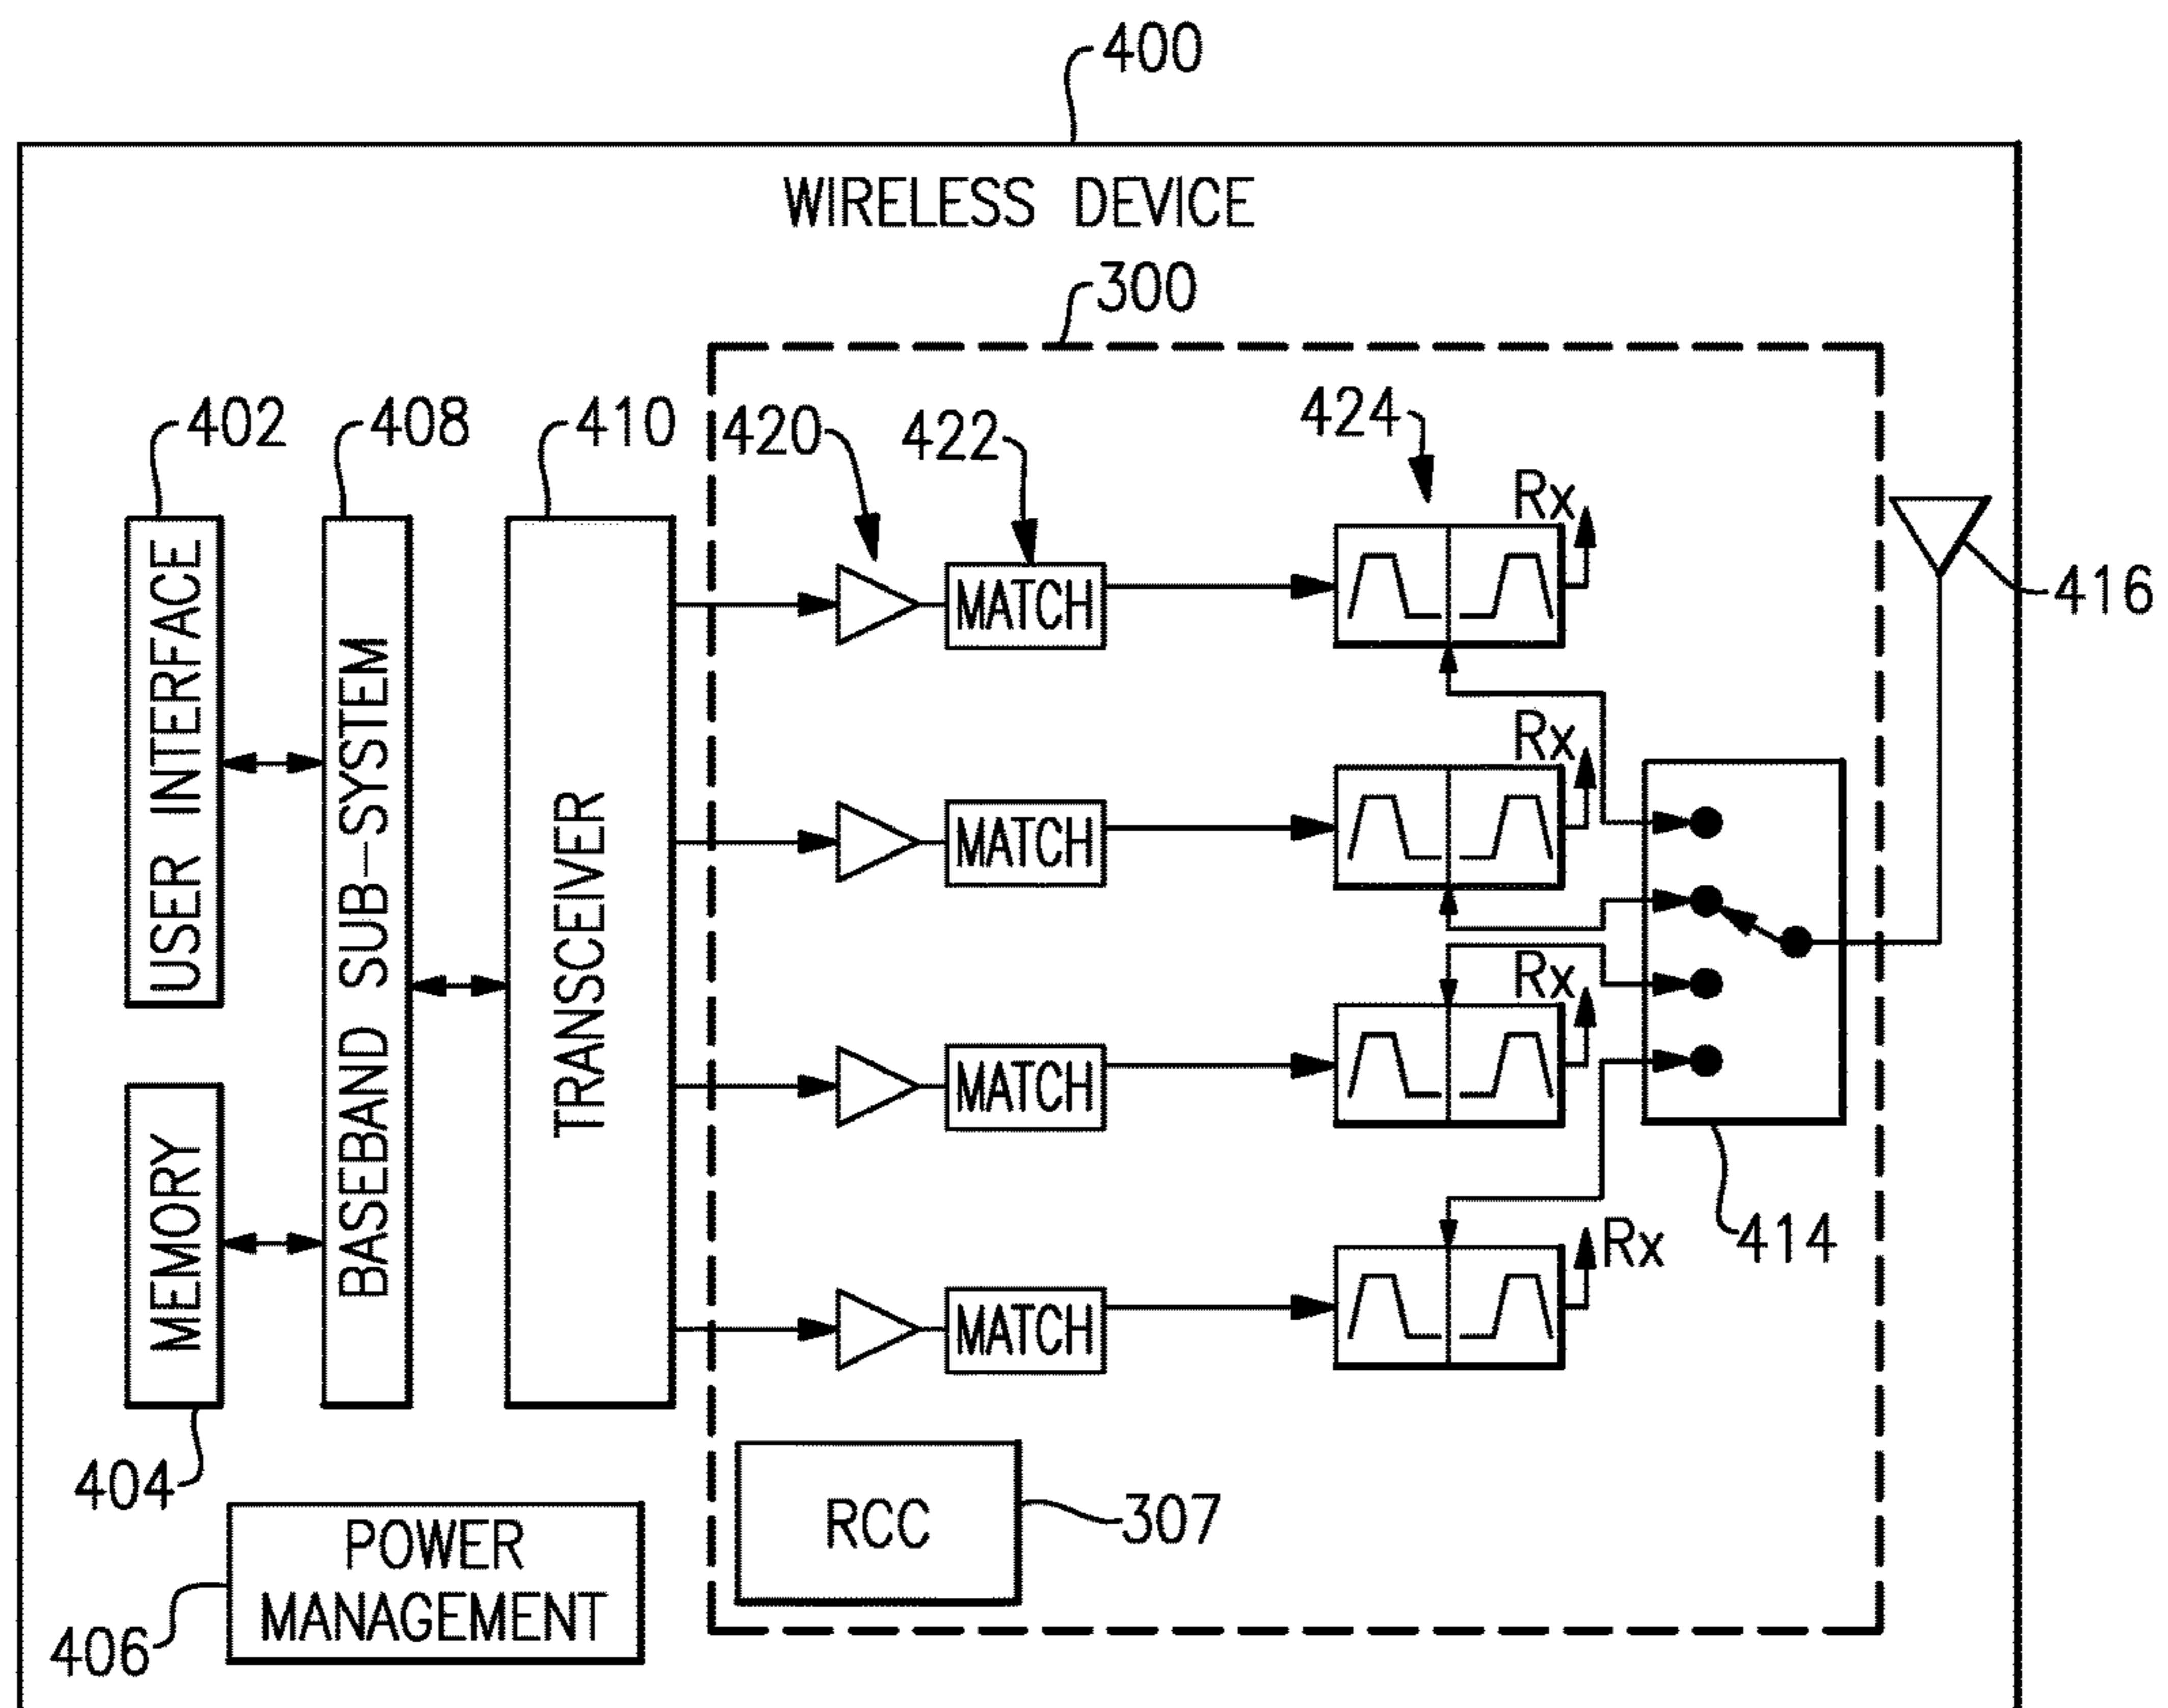 400
WIRELESS DEVICE
300
402
408
410
420
422
424
Rx
416
USER INTERFACE
BASEBAND SUB-SYSTEM
TRANSCEIVER
MATCH
Rx
MATCH
Rx
MATCH
414
MEMORY
Rx
MATCH
404
RCC
307
POWER
MANAGEMENT
406